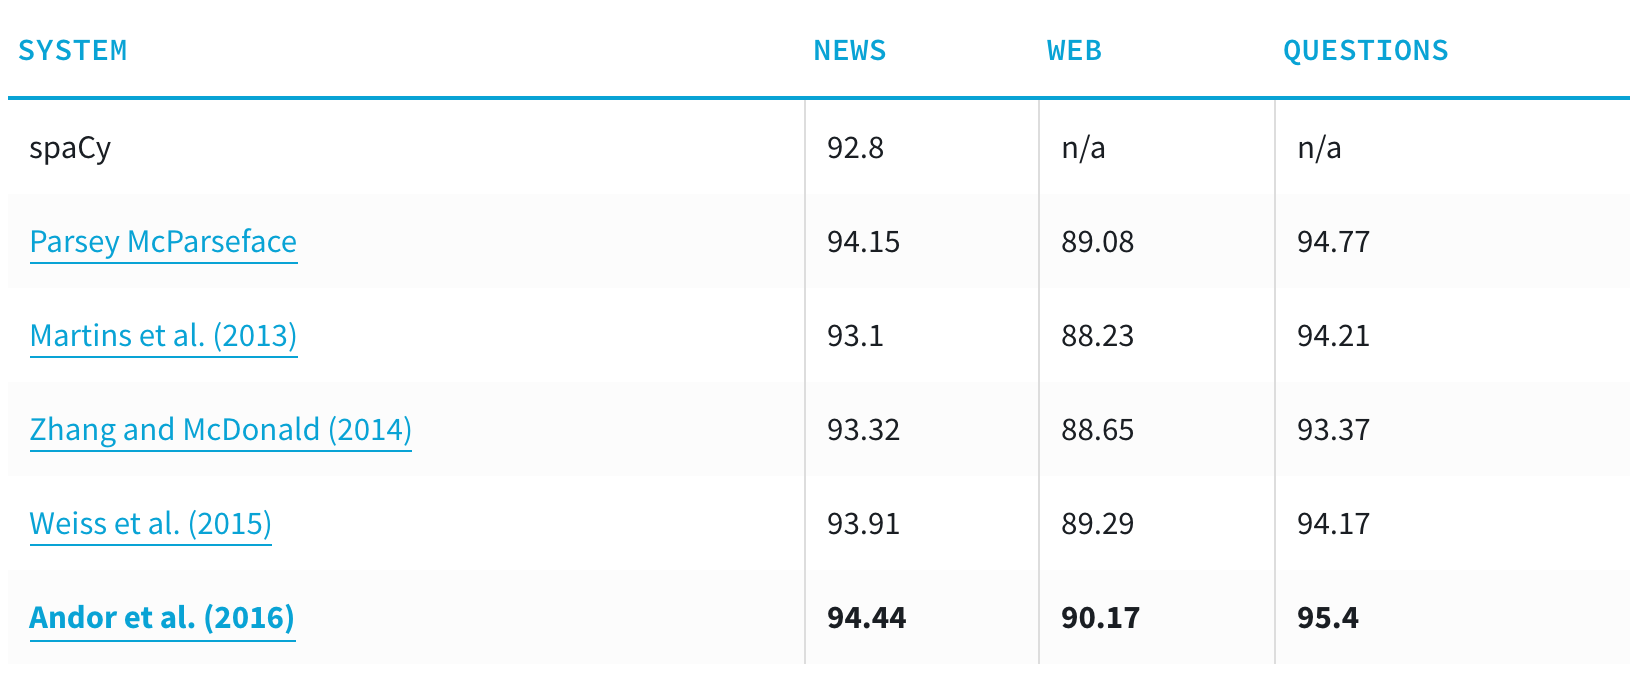 SYSTEM NEWS WEB QUESTIONS
spaCy 92.8 n/a n/a
Parsey McParseface 94.15 89.08 94.77
Martins et al. (2013) 93.1 88.23 94.21
Zhang and McDonald (2014) 93.32 88.65 93.37
Weiss et al. (2015) 93.91 89.29 94.17
Andor et al. (2016) 94.44 90.17 95.4